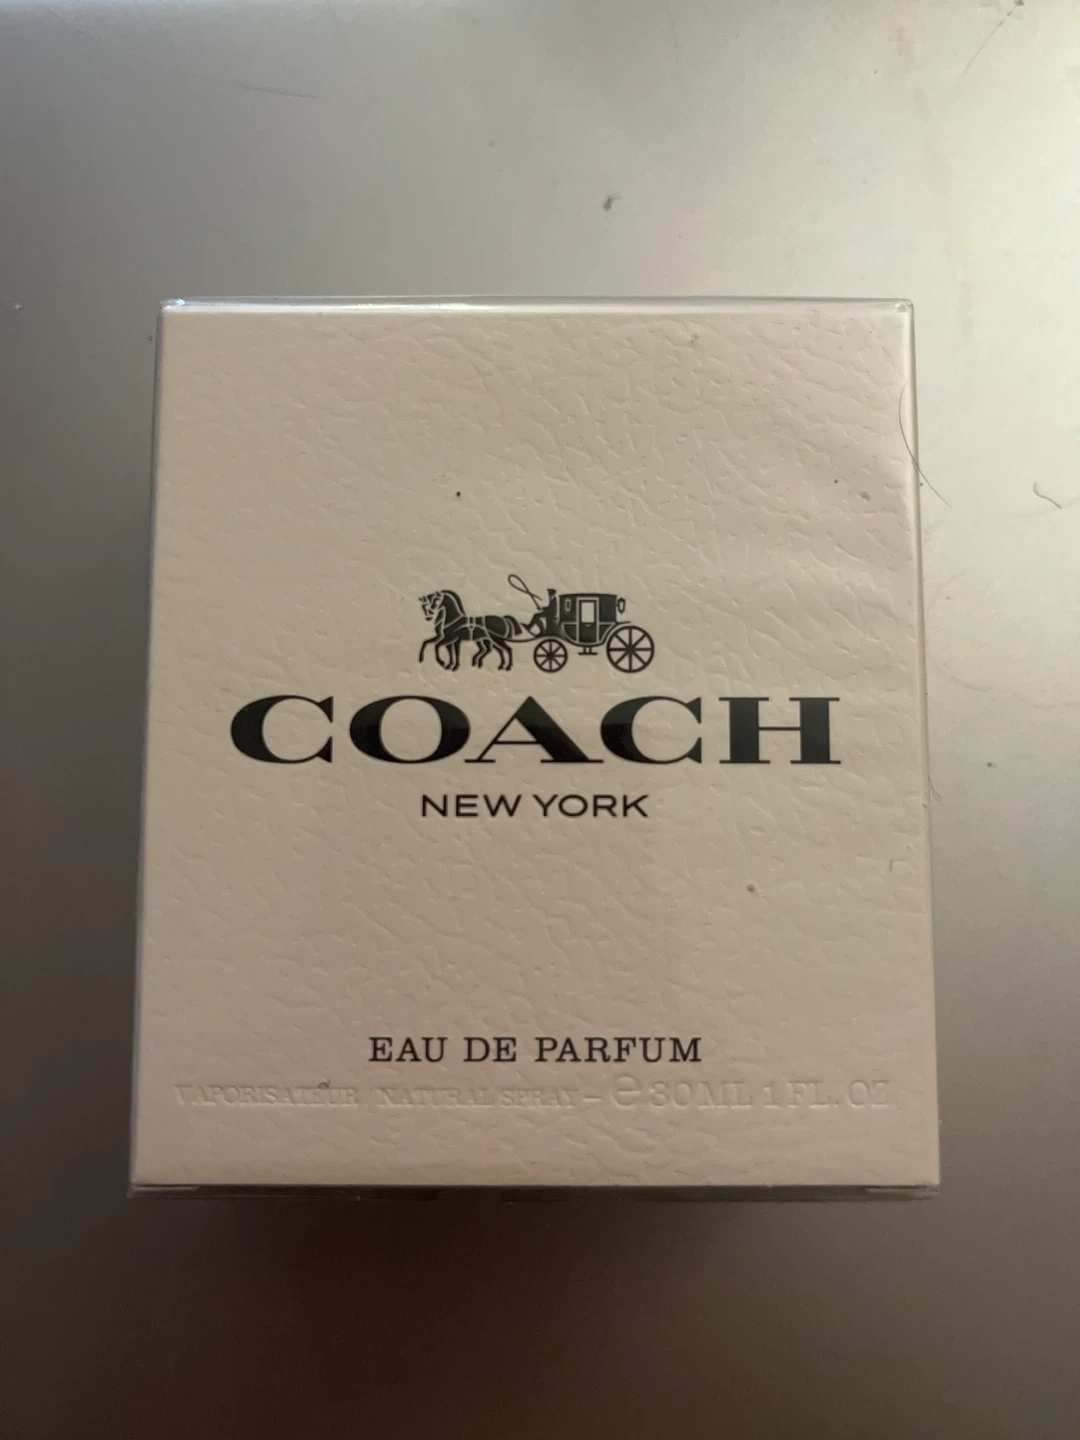 COACH
NEW YORK
EAU DE PARFUM
VAPORISATEUR NATURAL SPRAY - e 30ML 1 FL. OZ